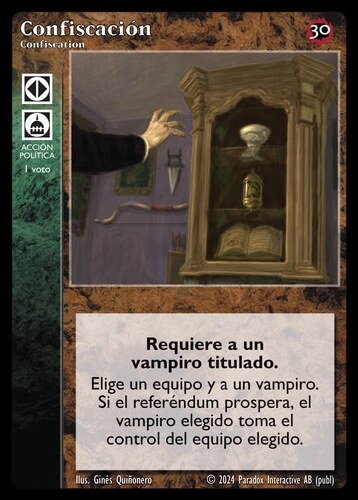 Confiscación
Confiscation
30
ACCIÓN
POLÍTICA
1 voto
Requiere a un
vampiro titulado.
Elige un equipo y a un vampiro.
Si el referéndum prospera, el
vampiro elegido toma el
control del equipo elegido.
Ilus. Ginés Quiñonero © 2024 Paradox Interactive AB (publ)